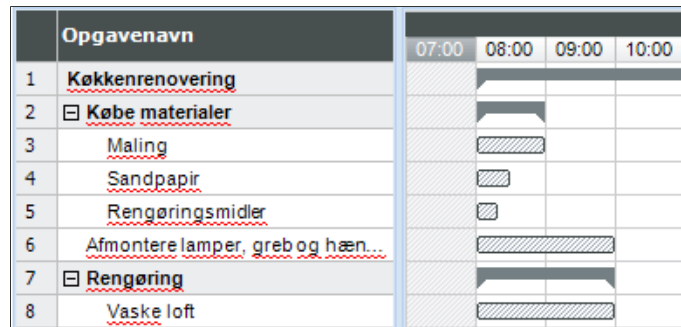 Opgavenavn
07:00 08:00 09:00 10:00
1 Køkkenrenovering
2 Købe materialer
3 Maling
4 Sandpapir
5 Rengøringsmidler
6 Afmontere lamper, greb og hæn...
7 Rengøring
8 Vaske loft